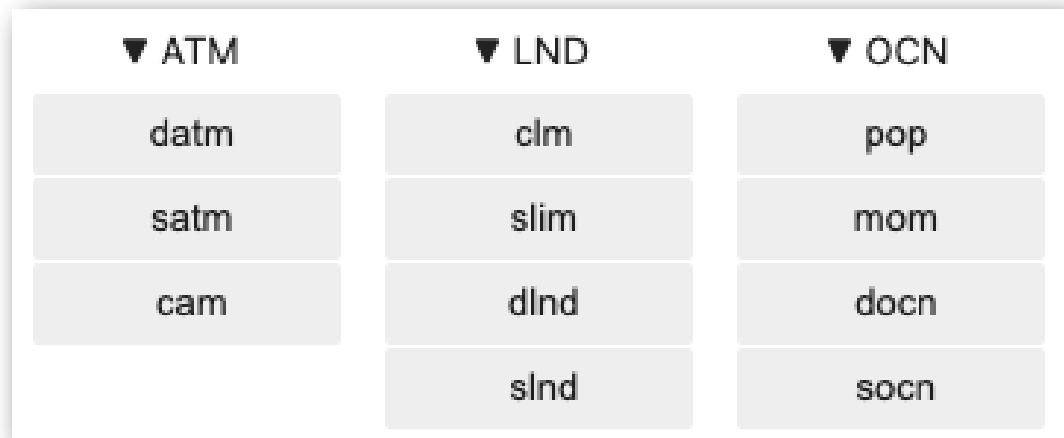 ▼ ATM ▼ LND ▼ OCN
datm clm pop
satm slim mom
cam dlnd docn
slnd socn